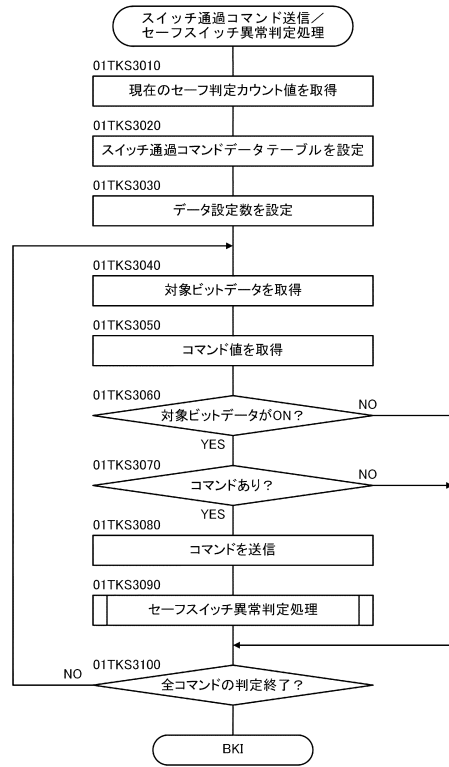 スイッチ通過コマンド送信／
セーフスイッチ異常判定処理
01TKS3010
現在のセーフ判定カウント値を取得
01TKS3020
スイッチ通過コマンドデータテーブルを設定
01TKS3030
データ設定数を設定
01TKS3040
対象ビットデータを取得
01TKS3050
コマンド値を取得
01TKS3060
対象ビットデータがON？
NO
YES
01TKS3070
コマンドあり？
NO
YES
01TKS3080
コマンドを送信
01TKS3090
セーフスイッチ異常判定処理
01TKS3100
NO
全コマンドの判定終了？
BKI